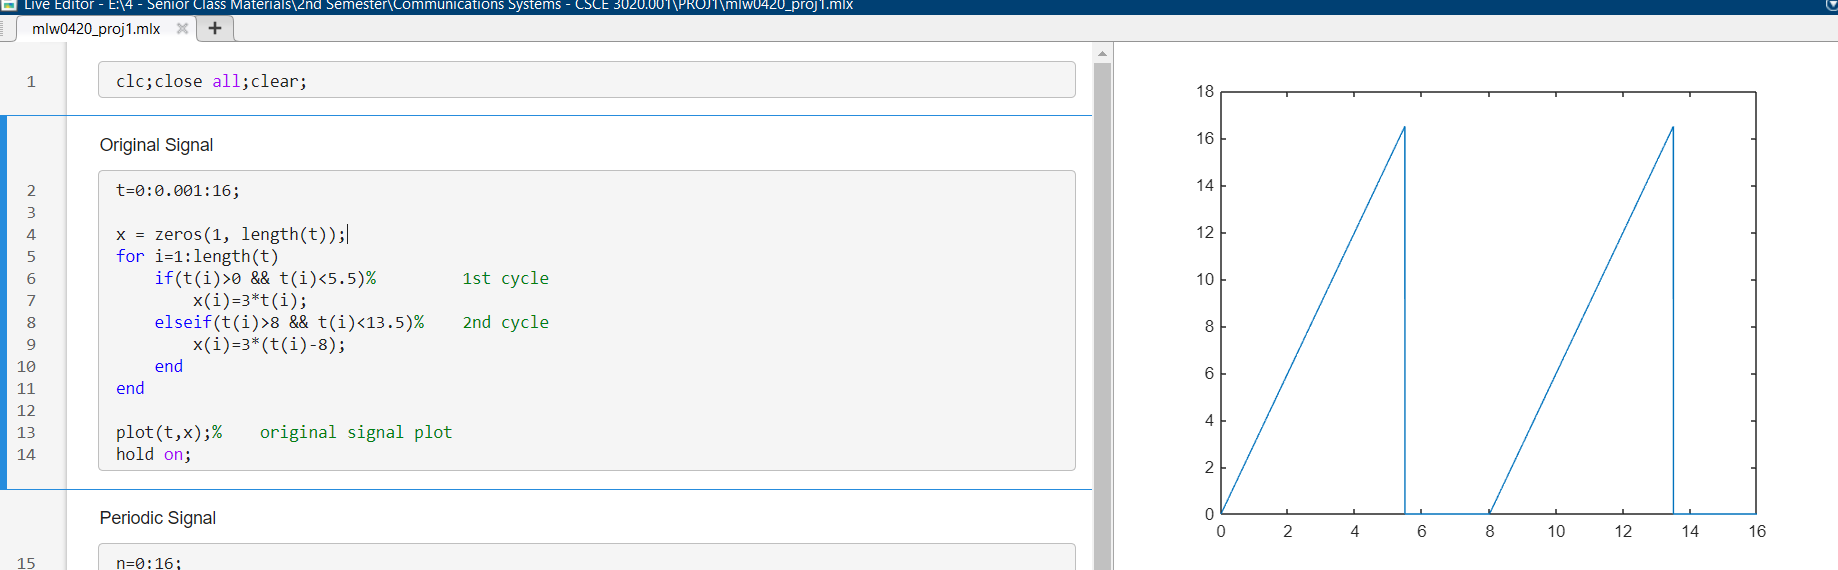 Live Editor - E:\4 - Senior Class Materials\2nd Semester\Communications Systems - CSCE 3020.001\PROJ1\mlw0420_proj1.mlx
mlw0420_proj1.mlx
1 clc;close all;clear;
Original Signal
2 t=0:0.001:16;
3
4 x = zeros(1, length(t));
5 for i=1:length(t)
6 if(t(i)>0 && t(i)<5.5)% 1st cycle
7 x(i)=3*t(i);
8 elseif(t(i)>8 && t(i)<13.5)% 2nd cycle
9 x(i)=3*(t(i)-8);
10 end
11 end
12
13 plot(t,x);% original signal plot
14 hold on;
Periodic Signal
15 n=0:16;
18
16
14
12
10
8
6
4
2
0
0 2 4 6 8 10 12 14 16